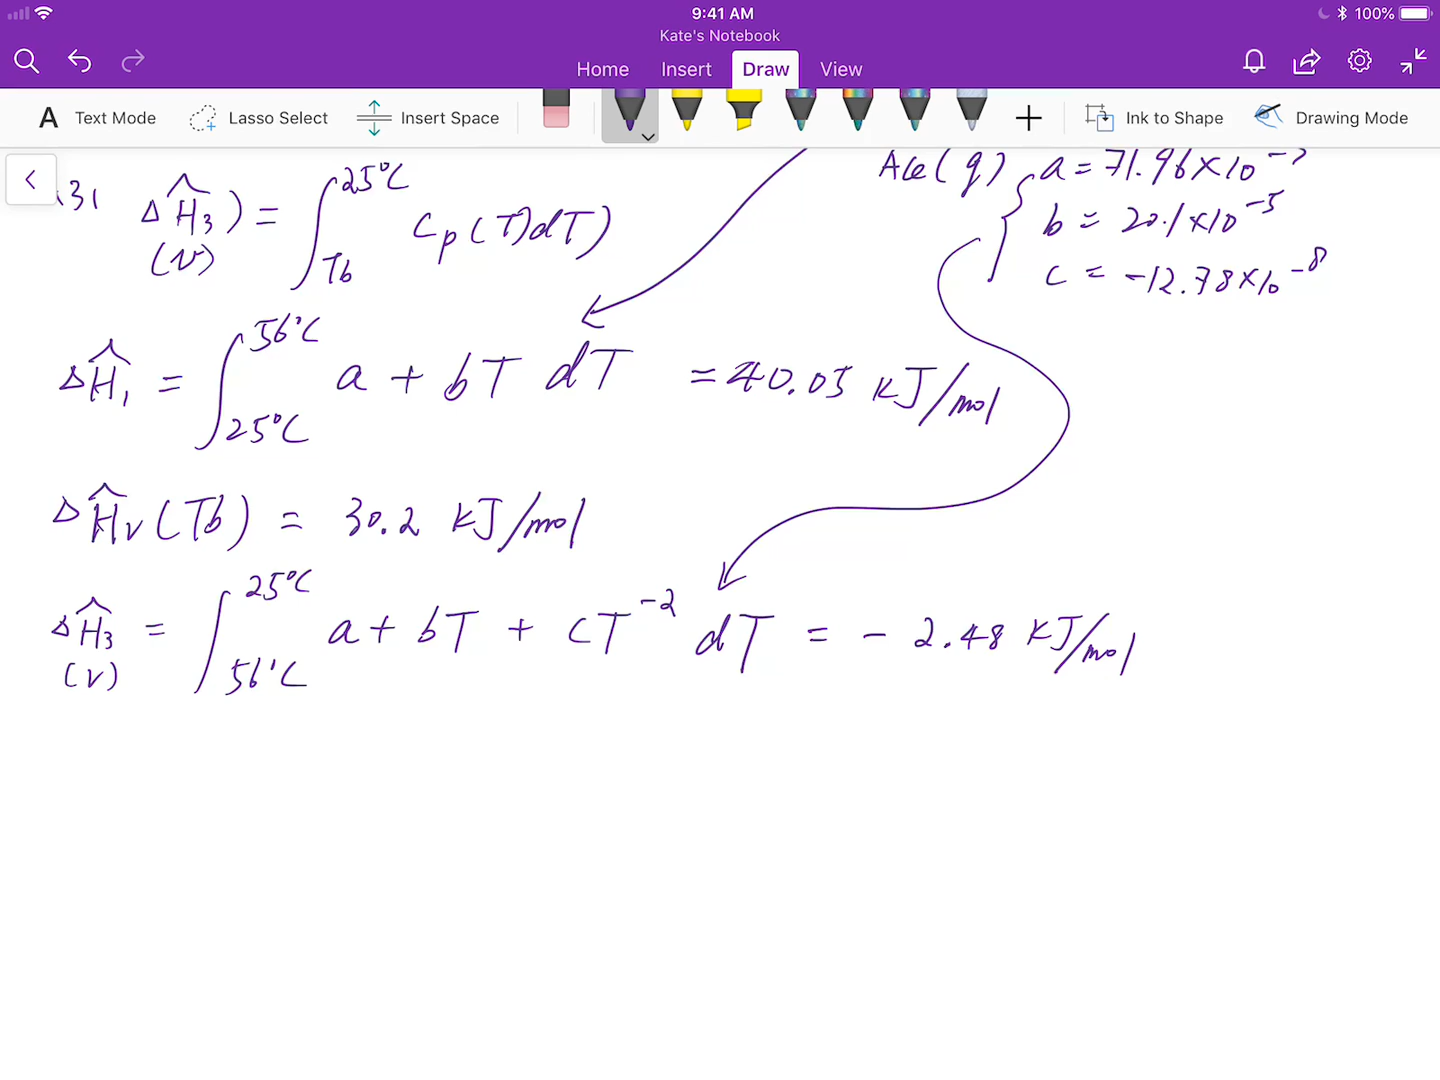 9:41 AM
100%
Kate's Notebook
Home Insert Draw View
A Text Mode Lasso Select Insert Space Ink to Shape Drawing Mode
Ace(g) { a = 71.96×10⁻³
b = 20.1×10⁻⁵
c = -12.78×10⁻⁸
ΔĤ₃) = ∫ 25°C Tb Cp(T)dT)
(v)
ΔĤ₁ = ∫ 56°C 25°C a + bT dT = 40.05 kJ/mol
ΔĤv(Tb) = 30.2 kJ/mol
ΔĤ₃ = ∫ 25°C 56°C a + bT + cT⁻² dT = -2.48 kJ/mol
(v)